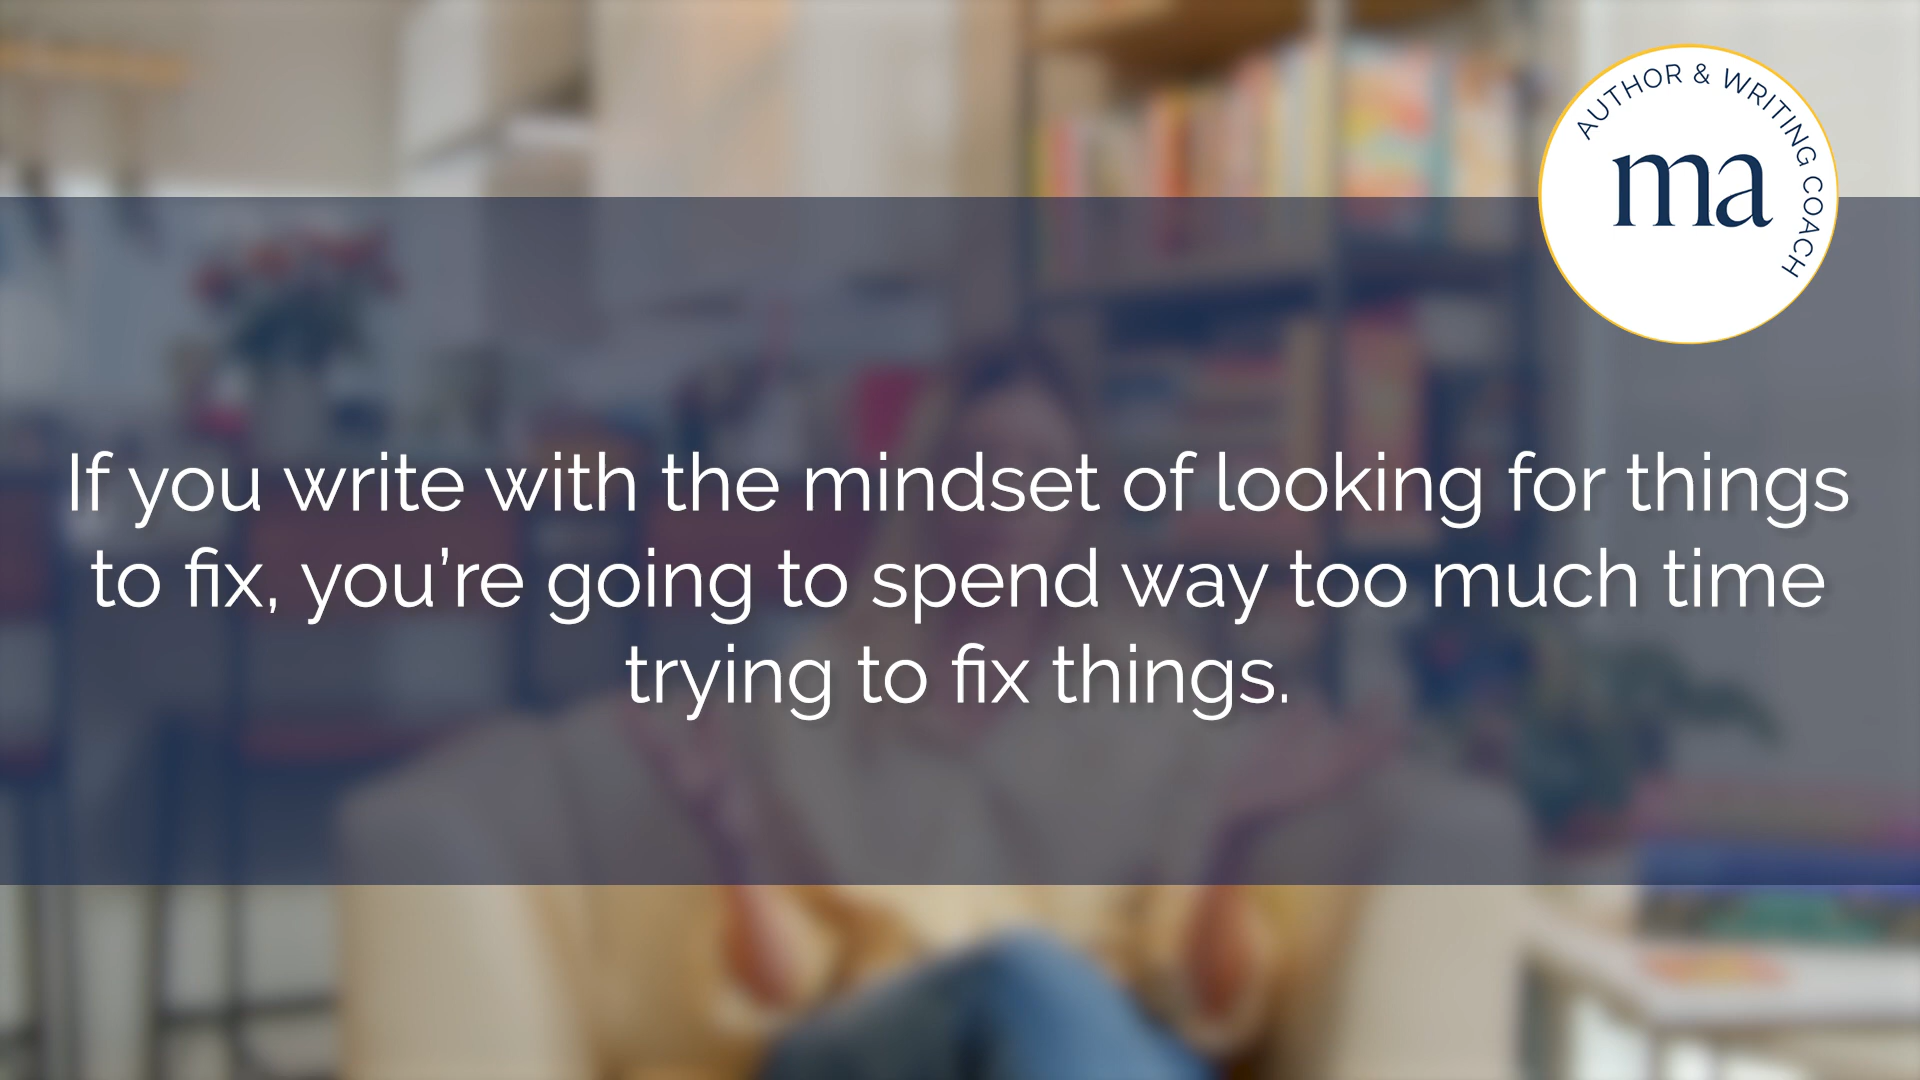 AUTHOR & WRITING COACH
ma
If you write with the mindset of looking for things
to fix, you’re going to spend way too much time
trying to fix things.